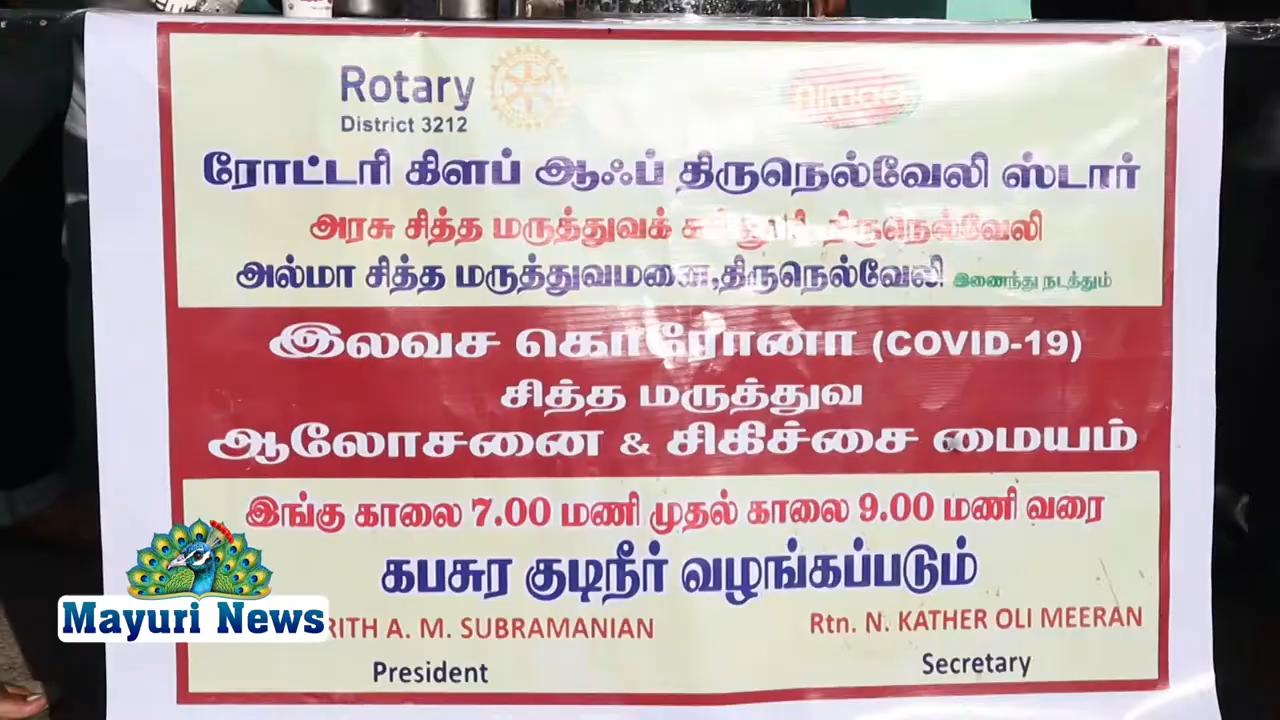 Rotary
District 3212
ரோட்டரி கிளப் ஆஃப் திருநெல்வேலி ஸ்டார்
அரசு சித்த மருத்துவக் திருநெல்வேலி
அல்மா சித்த மருத்துவமனை,திருநெல்வேலி இணைந்து நடத்தும்
இலவச கொரோனா (COVID-19)
சித்த மருத்துவ
ஆலோசனை & சிகிச்சை மையம்
இங்கு காலை 7.00 மணி முதல் காலை 9.00 மணி வரை
கபசுர குடிநீர் வழங்கப்படும்
A. M. SUBRAMANIAN
President
Rtn. N. KATHER OLI MEERAN
Secretary
Mayuri News